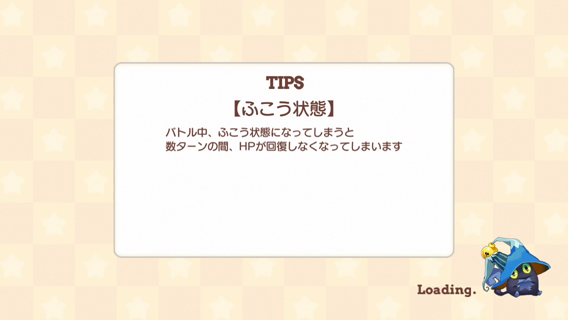 TIPS
【ふこう状態】
バトル中、ふこう状態になってしまうと
数ターンの間、HPが回復しなくなってしまいます
Loading.